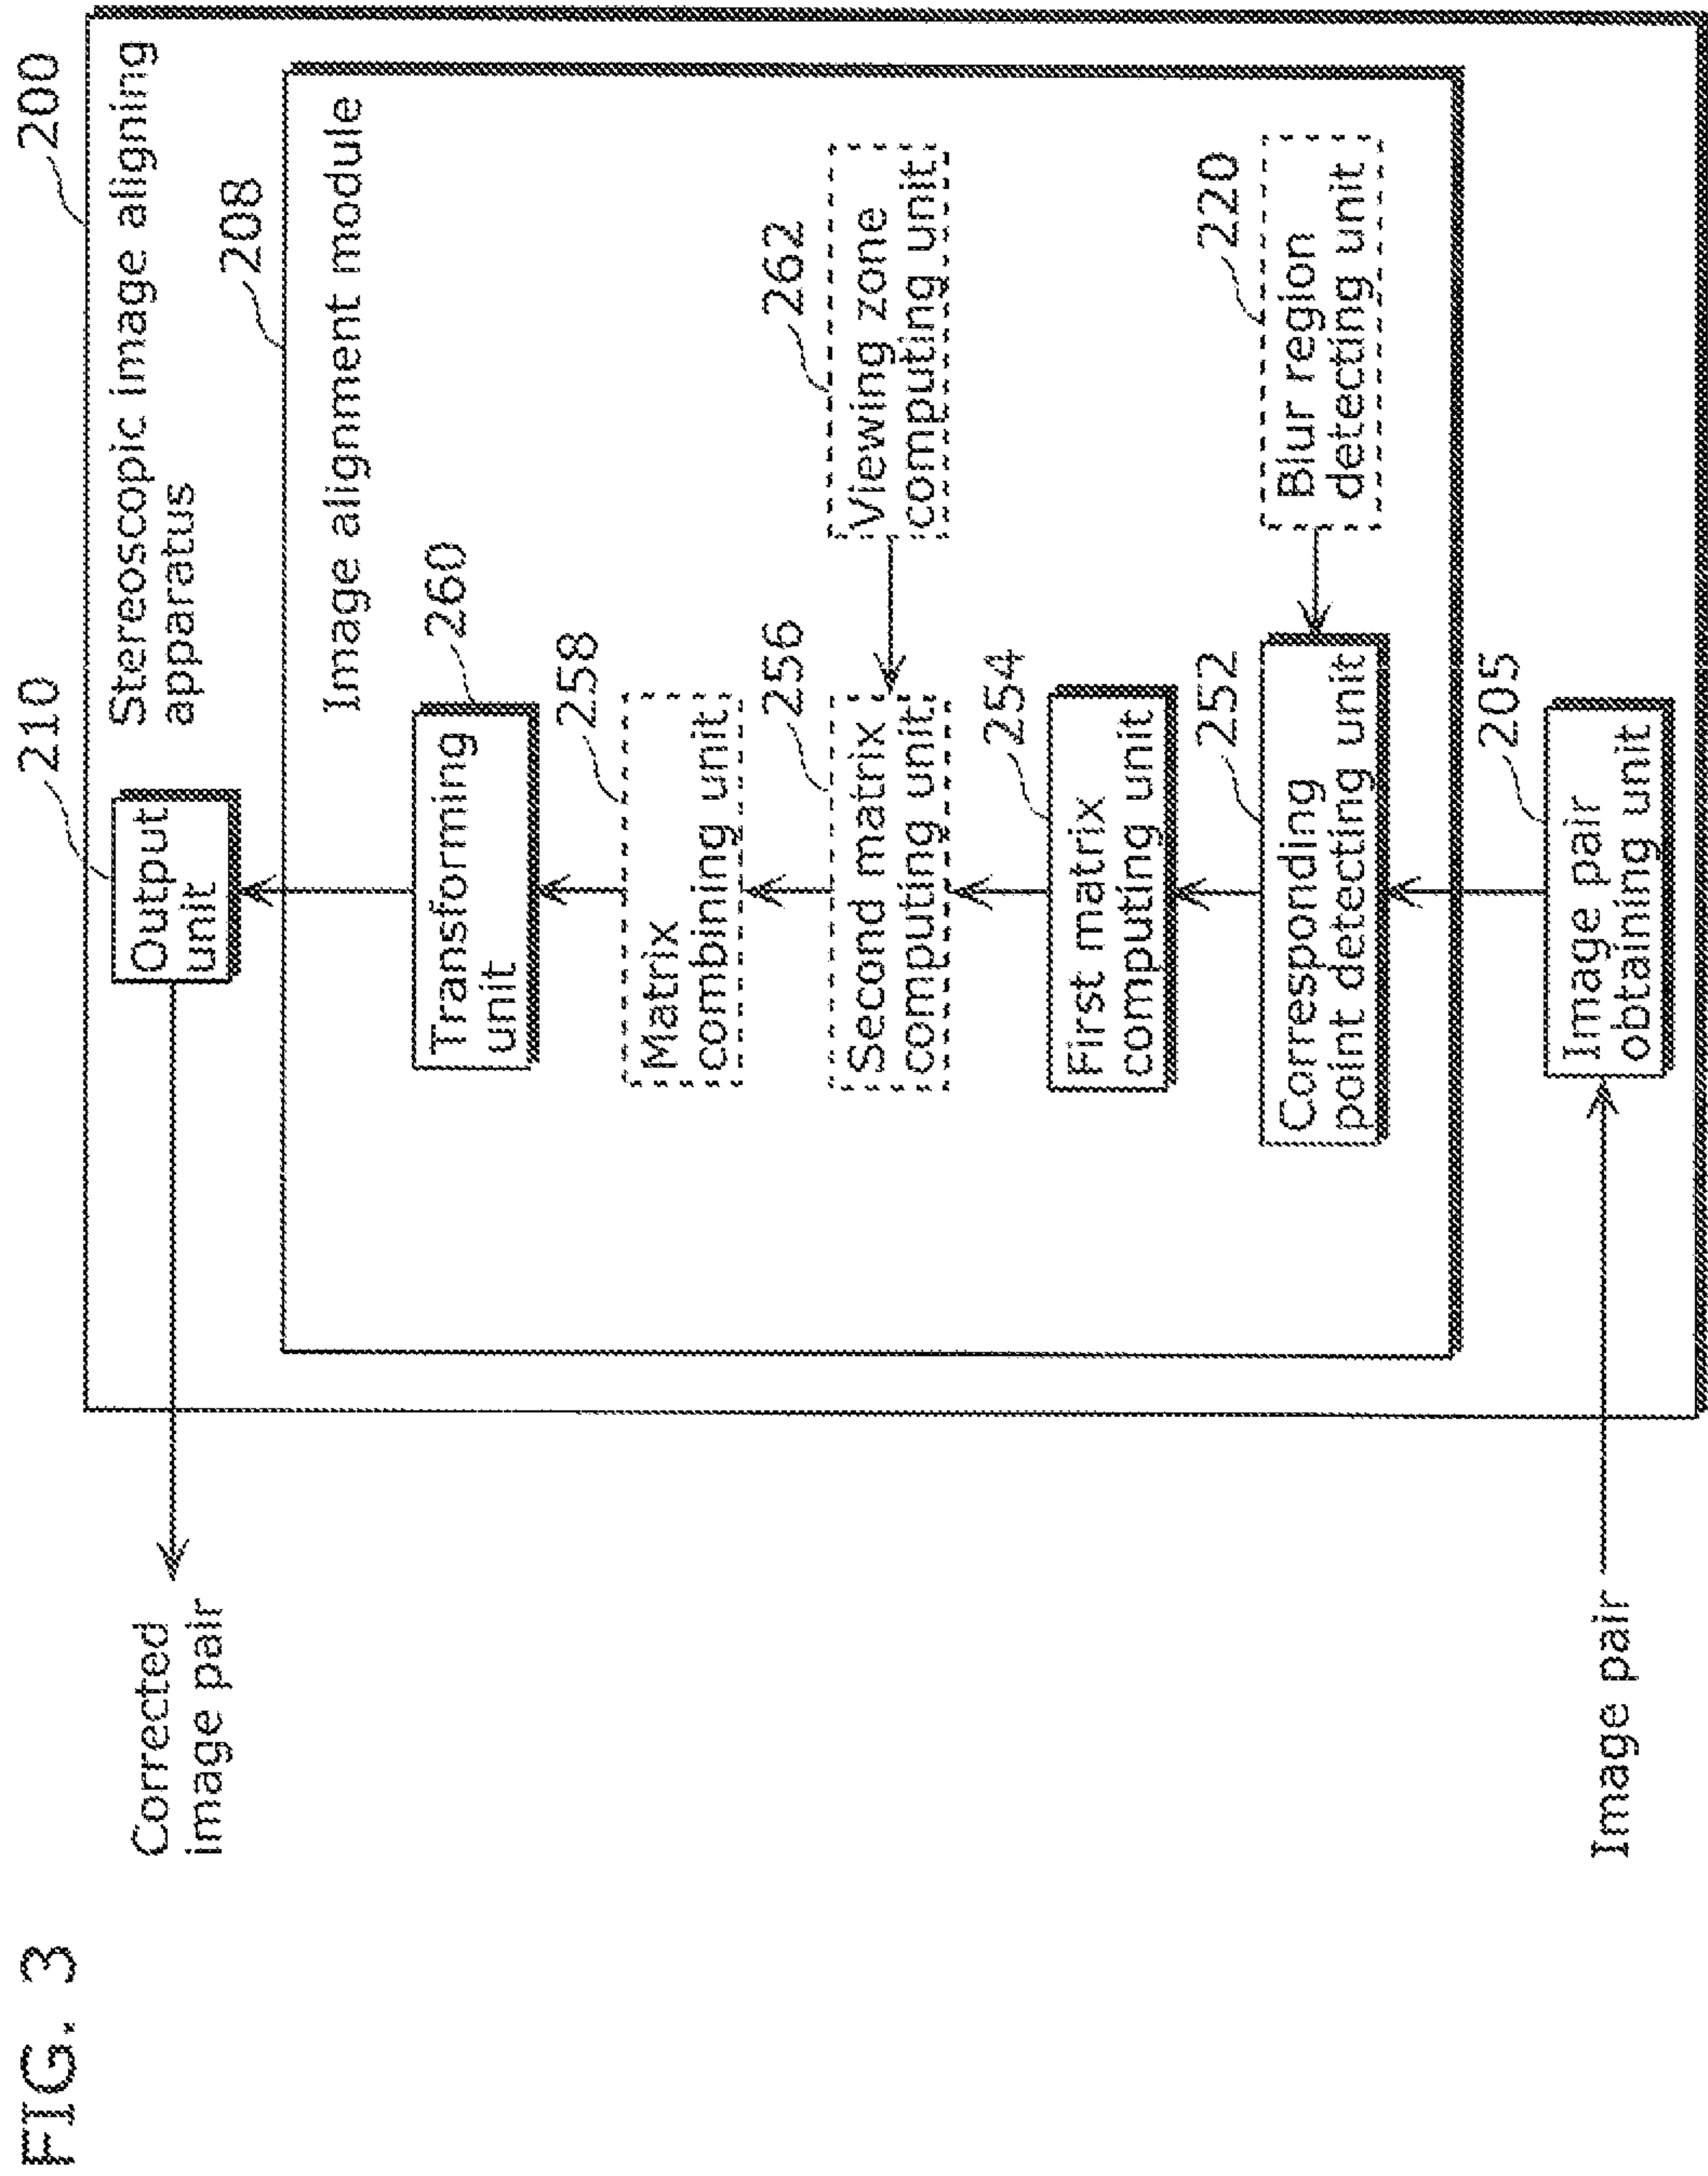 FIG. 3
200
Stereoscopic image aligning
apparatus
210
Output
unit
Corrected
image pair
208
Image alignment module
260
Transforming
unit
258
Matrix
combining unit
256
Second matrix
computing unit
262
Viewing zone
computing unit
254
First matrix
computing unit
252
Corresponding
point detecting unit
220
Blur region
detecting unit
205
Image pair
obtaining unit
Image pair